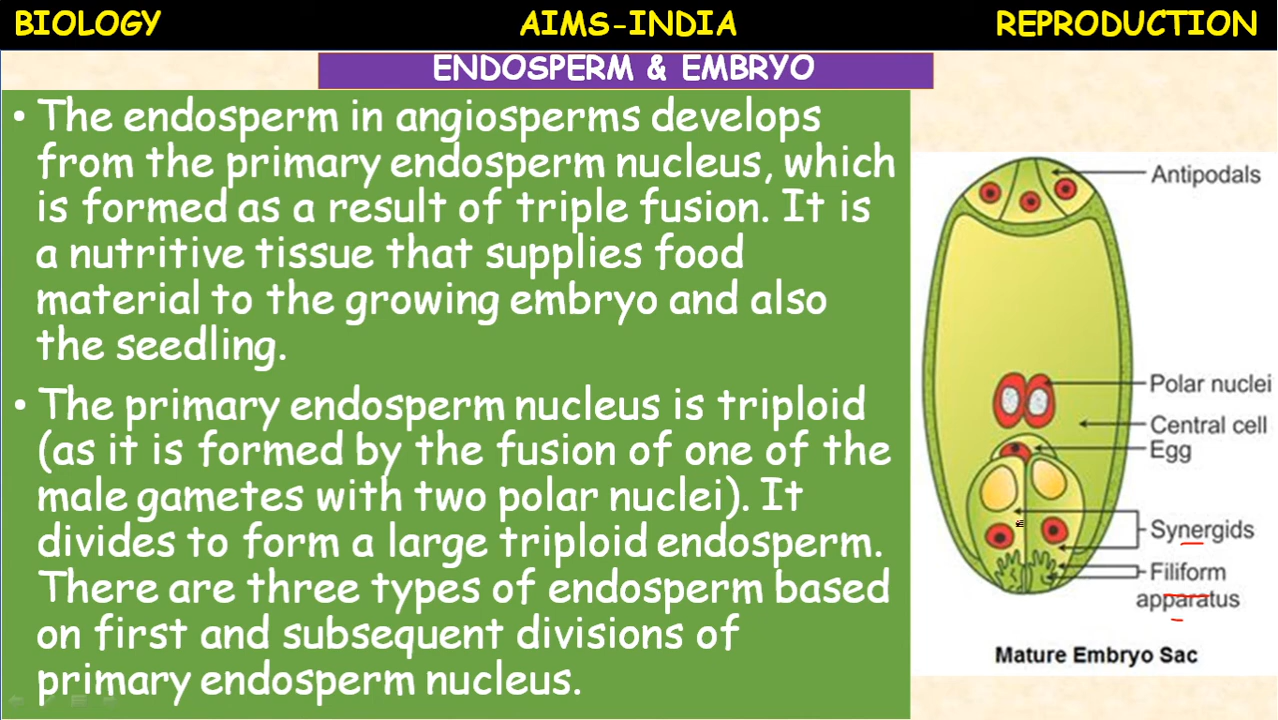 BIOLOGY AIMS-INDIA REPRODUCTION
ENDOSPERM & EMBRYO
• The endosperm in angiosperms develops
from the primary endosperm nucleus, which
is formed as a result of triple fusion. It is
a nutritive tissue that supplies food
material to the growing embryo and also
the seedling.
• The primary endosperm nucleus is triploid
(as it is formed by the fusion of one of the
male gametes with two polar nuclei). It
divides to form a large triploid endosperm.
There are three types of endosperm based
on first and subsequent divisions of
primary endosperm nucleus.
Antipodals
Polar nuclei
Central cell
Egg
Synergids
Filiform
apparatus
Mature Embryo Sac